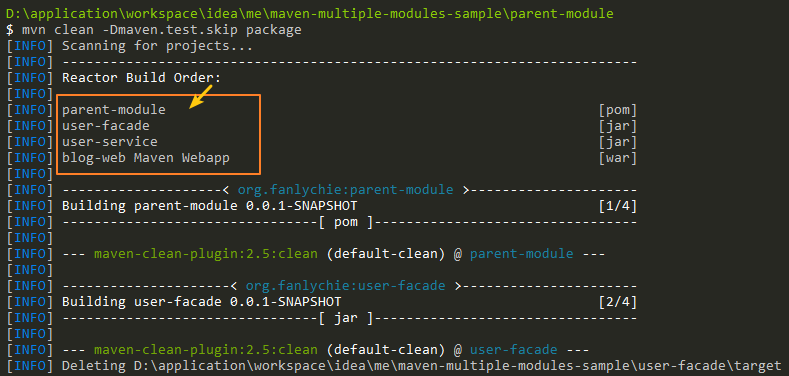 D:\application\workspace\idea\me\maven-multiple-modules-sample\parent-module
$ mvn clean -Dmaven.test.skip package
[INFO] Scanning for projects...
[INFO] ------------------------------------------------------------------------
[INFO] Reactor Build Order:
[INFO]
[INFO] parent-module                                                      [pom]
[INFO] user-facade                                                        [jar]
[INFO] user-service                                                       [jar]
[INFO] blog-web Maven Webapp                                              [war]
[INFO]
[INFO] --------------------< org.fanlychie:parent-module >---------------------
[INFO] Building parent-module 0.0.1-SNAPSHOT                              [1/4]
[INFO] --------------------------------[ pom ]---------------------------------
[INFO]
[INFO] --- maven-clean-plugin:2.5:clean (default-clean) @ parent-module ---
[INFO]
[INFO] ---------------------< org.fanlychie:user-facade >----------------------
[INFO] Building user-facade 0.0.1-SNAPSHOT                                [2/4]
[INFO] --------------------------------[ jar ]---------------------------------
[INFO]
[INFO] --- maven-clean-plugin:2.5:clean (default-clean) @ user-facade ---
[INFO] Deleting D:\application\workspace\idea\me\maven-multiple-modules-sample\user-facade\target